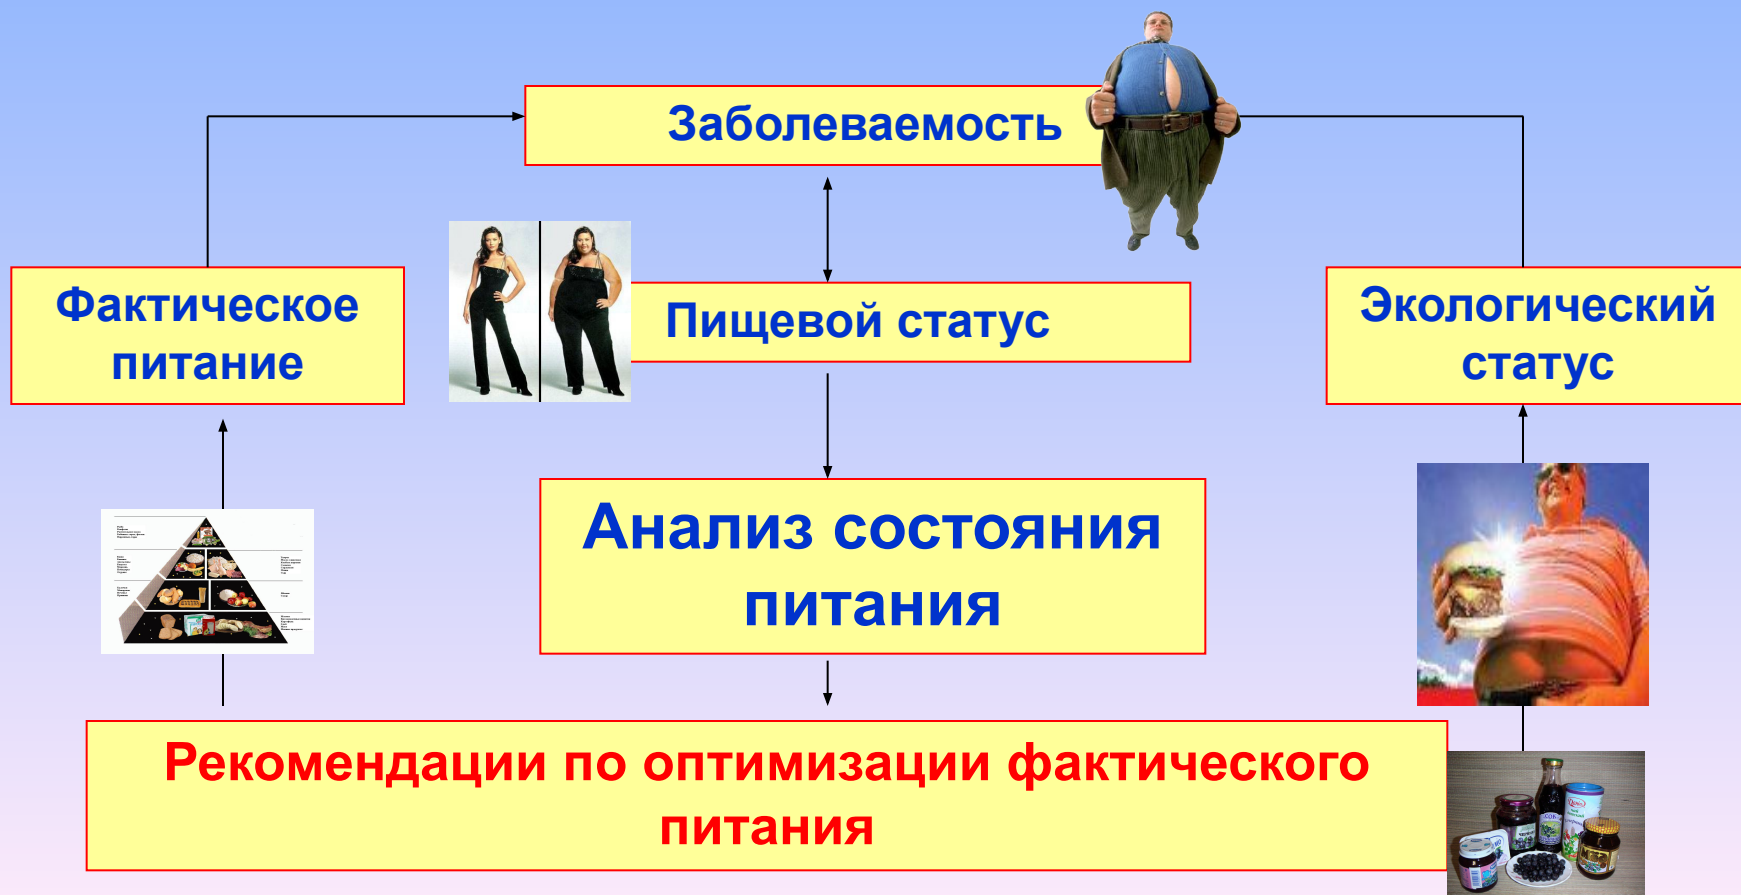 Заболеваемость
Фактическое
питание
Пищевой статус
Экологический
статус
Анализ состояния
питания
Рекомендации по оптимизации фактического
питания